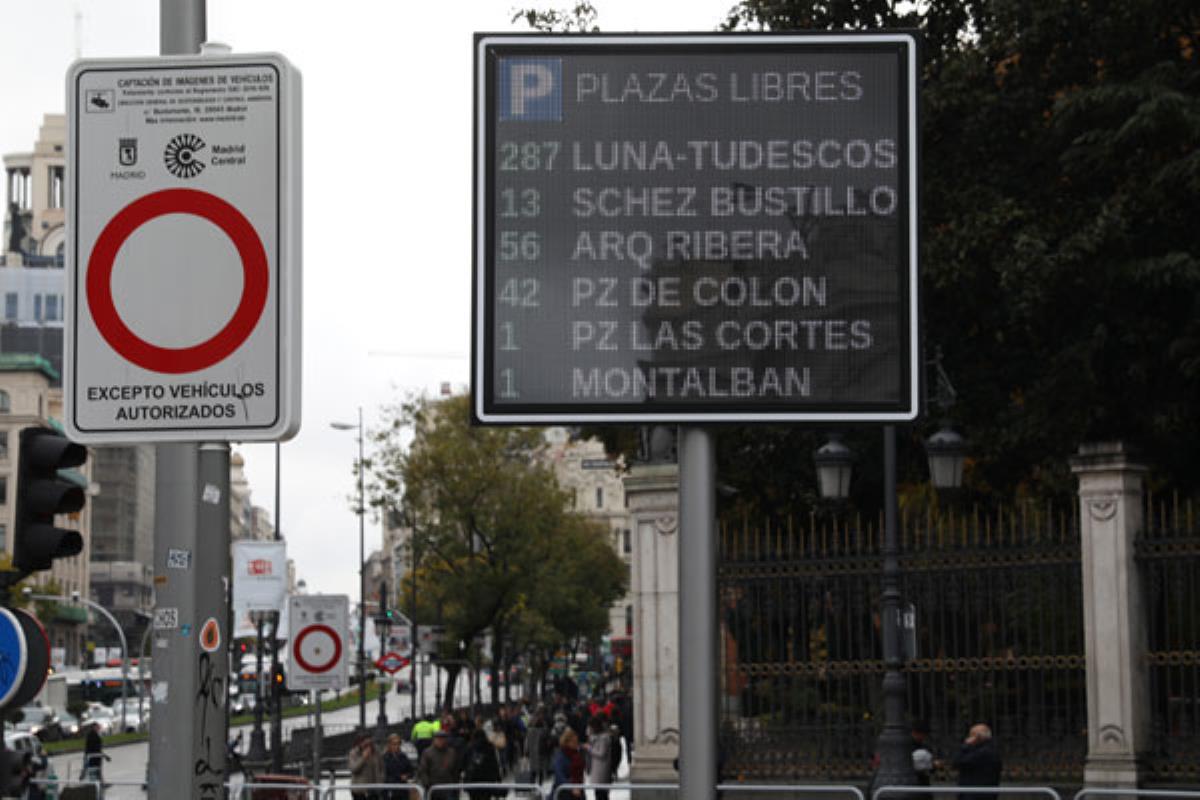 CAPTACIÓN DE IMÁGENES DE VEHÍCULOS
MADRID
Madrid
Central
EXCEPTO VEHÍCULOS
AUTORIZADOS
P PLAZAS LIBRES
287 LUNA-TUDESCOS
13 SCHEZ BUSTILLO
56 ARQ RIBERA
42 PZ DE COLON
1 PZ LAS CORTES
1 MONTALBAN